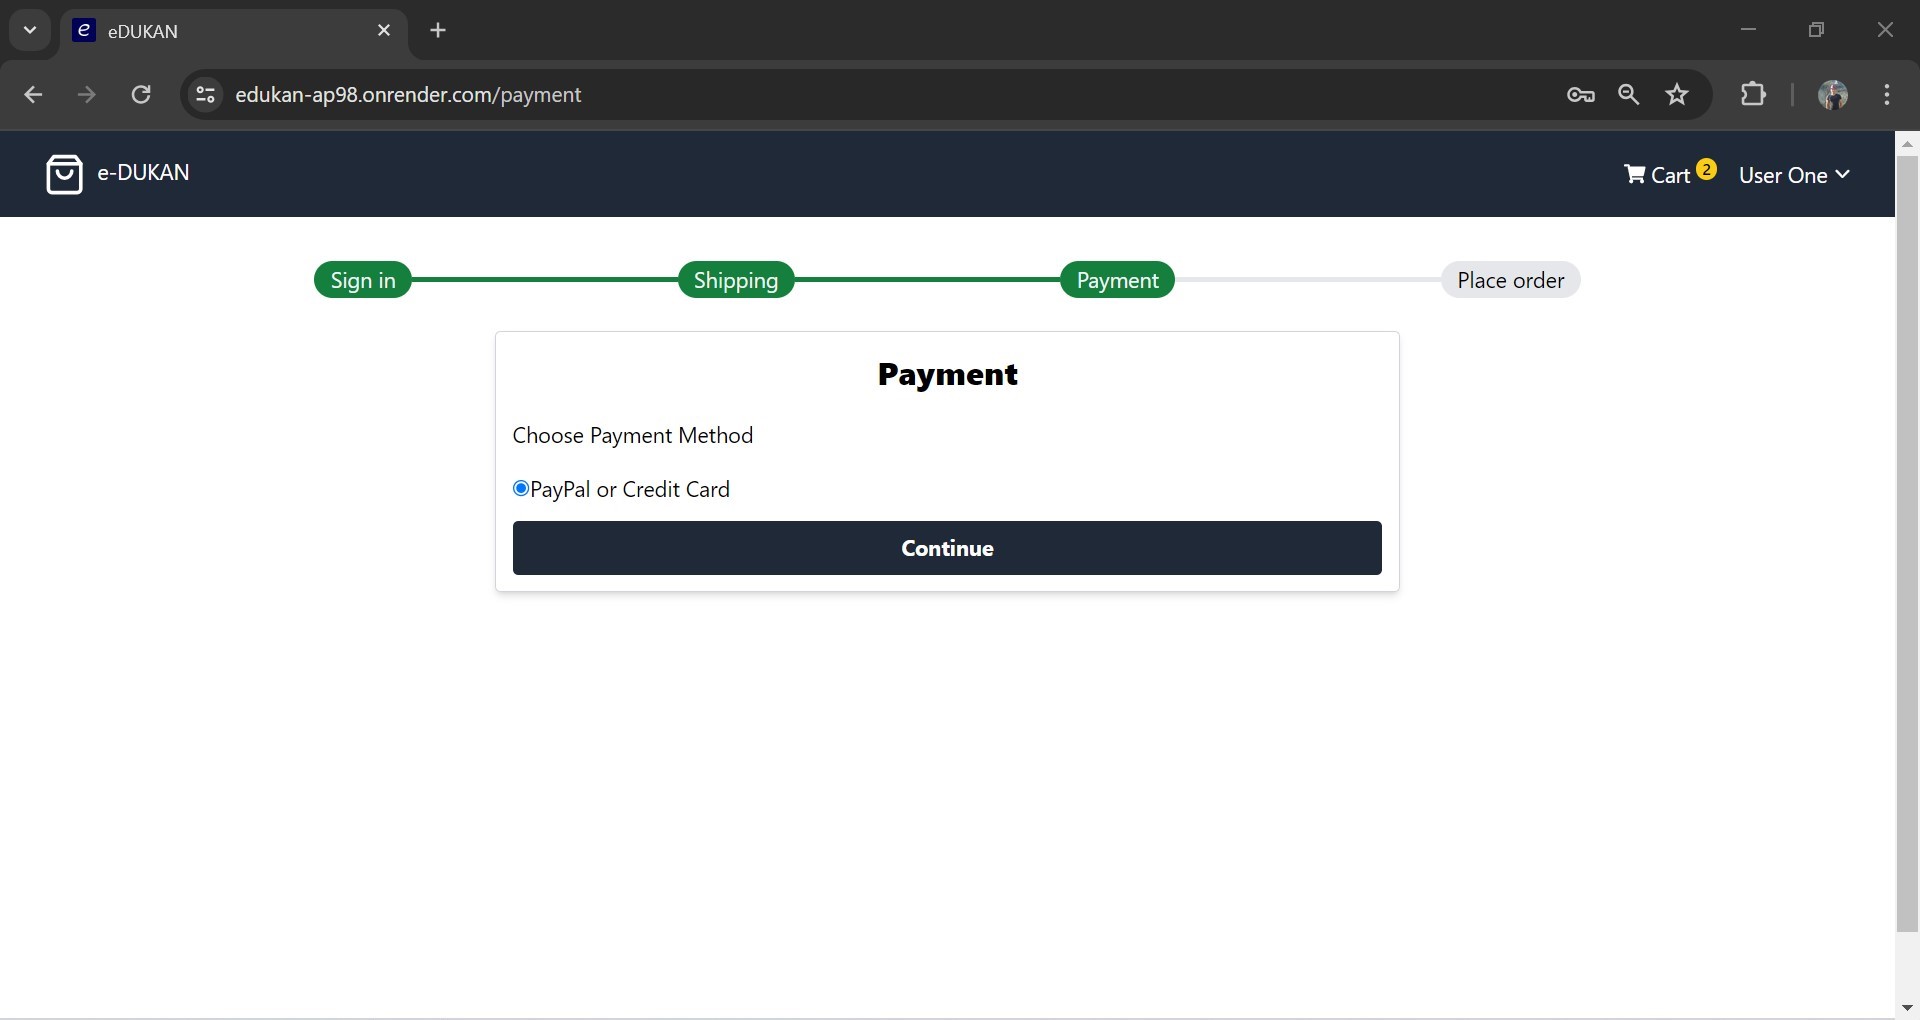 eDUKAN
edukan-ap98.onrender.com/payment
e-DUKAN
Cart 2 User One
Sign in Shipping Payment Place order
Payment
Choose Payment Method
PayPal or Credit Card
Continue